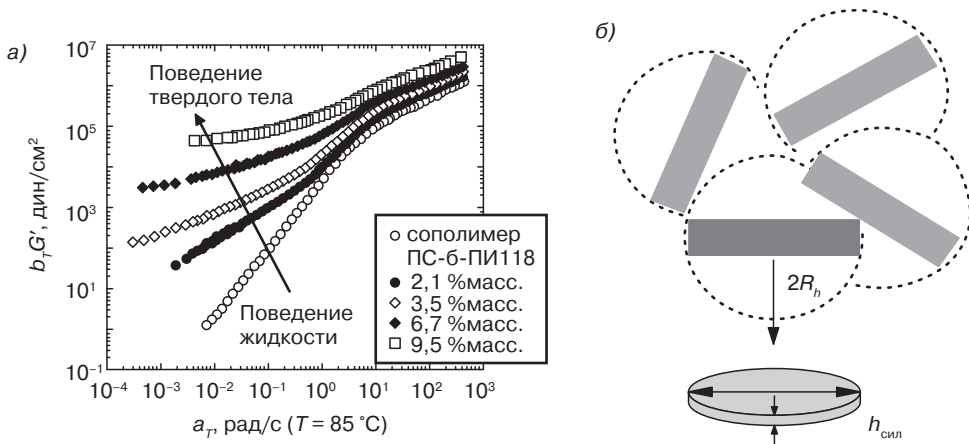 а)
10⁷
10⁵
10³
10¹
10⁻¹
b_T G′, дин/см²
Поведение
твердого тела
Поведение
жидкости
сополимер
ПС-б-ПИ118
2,1 %масс.
3,5 %масс.
6,7 %масс.
9,5 %масс.
10⁻⁴ 10⁻³ 10⁻² 10⁻¹ 10⁰ 10¹ 10² 10³
a_T, рад/с (T = 85 °C)
б)
2R_h
h_сил